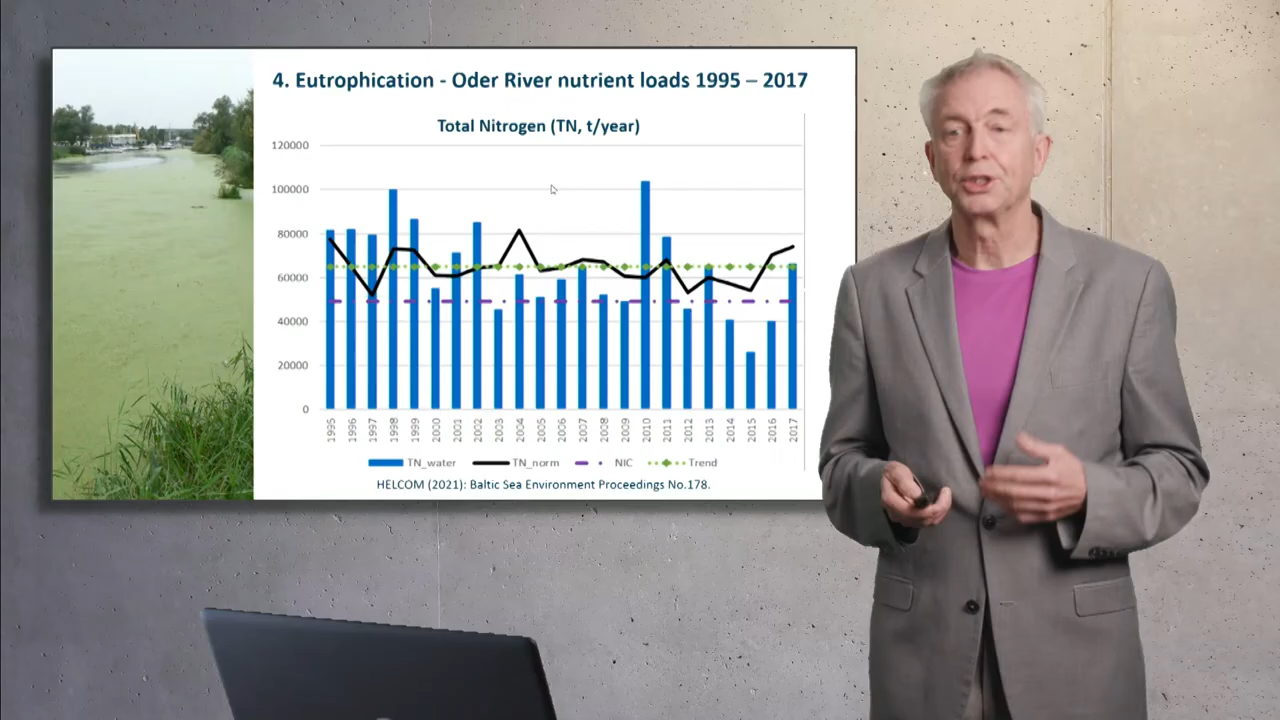 4. Eutrophication - Oder River nutrient loads 1995 – 2017
Total Nitrogen (TN, t/year)
120000
100000
80000
60000
40000
20000
0
1995 1996 1997 1998 1999 2000 2001 2002 2003 2004 2005 2006 2007 2008 2009 2010 2011 2012 2013 2014 2015 2016 2017
TN_water TN_norm NIC Trend
HELCOM (2021): Baltic Sea Environment Proceedings No.178.